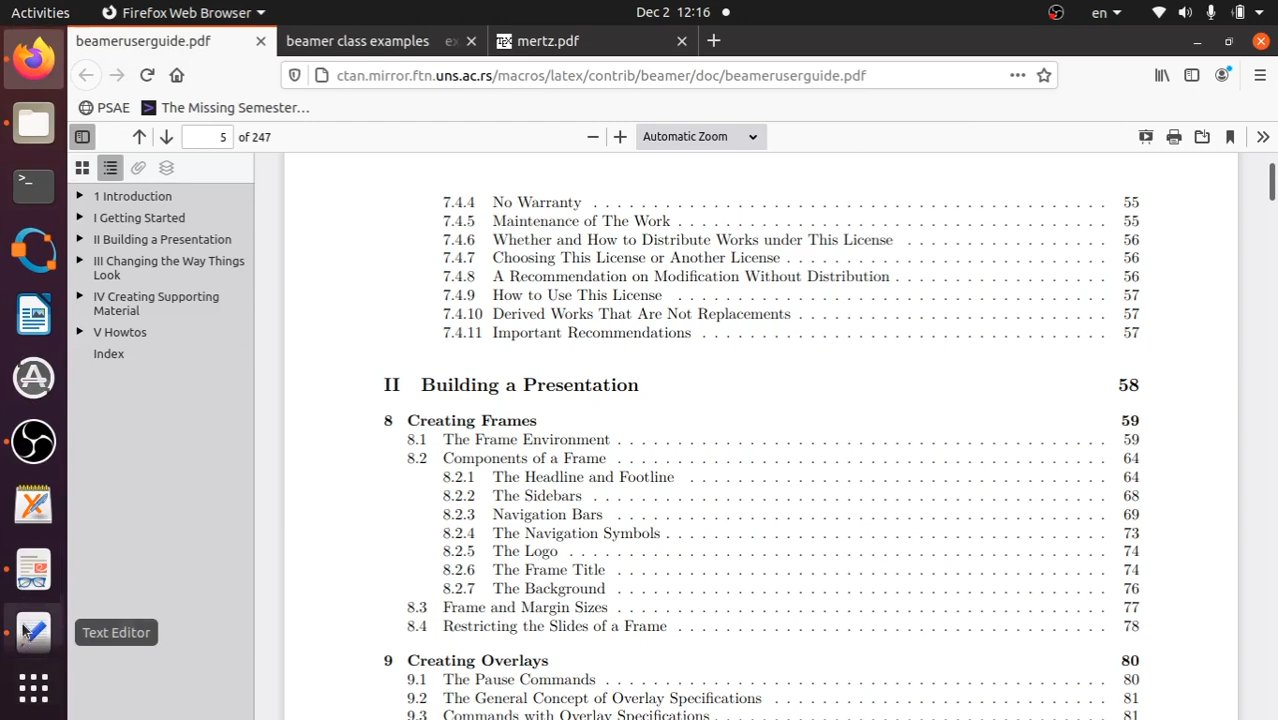 Activities Firefox Web Browser Dec 2 12:16 en
beameruserguide.pdf beamer class examples ex mertz.pdf
ctan.mirror.ftn.uns.ac.rs/macros/latex/contrib/beamer/doc/beameruserguide.pdf
PSAE The Missing Semester…
5 of 247 Automatic Zoom
1 Introduction
I Getting Started
II Building a Presentation
III Changing the Way Things
Look
IV Creating Supporting
Material
V Howtos
Index
7.4.4 No Warranty . . . . . . . . . . . . . . . . . . . . . . . . . . . . 55
7.4.5 Maintenance of The Work . . . . . . . . . . . . . . . . . . . . . . . . 55
7.4.6 Whether and How to Distribute Works under This License . . . . . . . . . . . . 56
7.4.7 Choosing This License or Another License . . . . . . . . . . . . . . . . . . 56
7.4.8 A Recommendation on Modification Without Distribution . . . . . . . . . . . . 56
7.4.9 How to Use This License . . . . . . . . . . . . . . . . . . . . . . . . 57
7.4.10 Derived Works That Are Not Replacements . . . . . . . . . . . . . . . . . 57
7.4.11 Important Recommendations . . . . . . . . . . . . . . . . . . . . . . . 57
II Building a Presentation 58
8 Creating Frames 59
8.1 The Frame Environment . . . . . . . . . . . . . . . . . . . . . . . . . . . 59
8.2 Components of a Frame . . . . . . . . . . . . . . . . . . . . . . . . . . . 64
8.2.1 The Headline and Footline . . . . . . . . . . . . . . . . . . . . . . . . 64
8.2.2 The Sidebars . . . . . . . . . . . . . . . . . . . . . . . . . . . . 68
8.2.3 Navigation Bars . . . . . . . . . . . . . . . . . . . . . . . . . . . 69
8.2.4 The Navigation Symbols . . . . . . . . . . . . . . . . . . . . . . . . 73
8.2.5 The Logo . . . . . . . . . . . . . . . . . . . . . . . . . . . . . 74
8.2.6 The Frame Title . . . . . . . . . . . . . . . . . . . . . . . . . . . 74
8.2.7 The Background . . . . . . . . . . . . . . . . . . . . . . . . . . . 76
8.3 Frame and Margin Sizes . . . . . . . . . . . . . . . . . . . . . . . . . . . 77
8.4 Restricting the Slides of a Frame . . . . . . . . . . . . . . . . . . . . . . . . 78
Text Editor
9 Creating Overlays 80
9.1 The Pause Commands . . . . . . . . . . . . . . . . . . . . . . . . . . . . 80
9.2 The General Concept of Overlay Specifications . . . . . . . . . . . . . . . . . . . 81
9.3 Commands with Overlay Specifications . . . . . . . . . . . . . . . . . . . . . 81